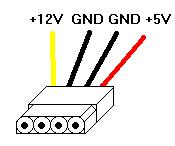 +12V GND GND +5V